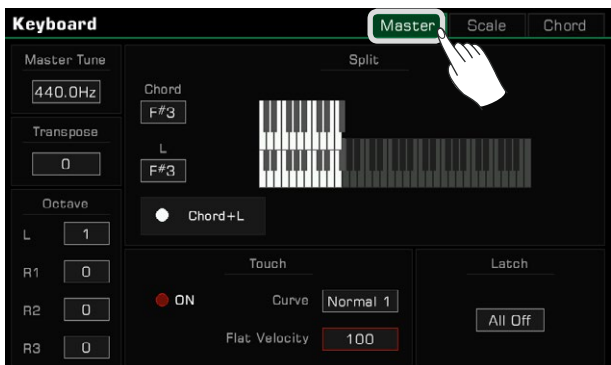 Keyboard
Master
Scale
Chord
Master Tune
440.0Hz
Transpose
0
Octave
L 1
R1 0
R2 0
R3 0
Split
Chord
F#3
L
F#3
Chord+L
Touch
ON
Curve Normal 1
Flat Velocity 100
Latch
All Off